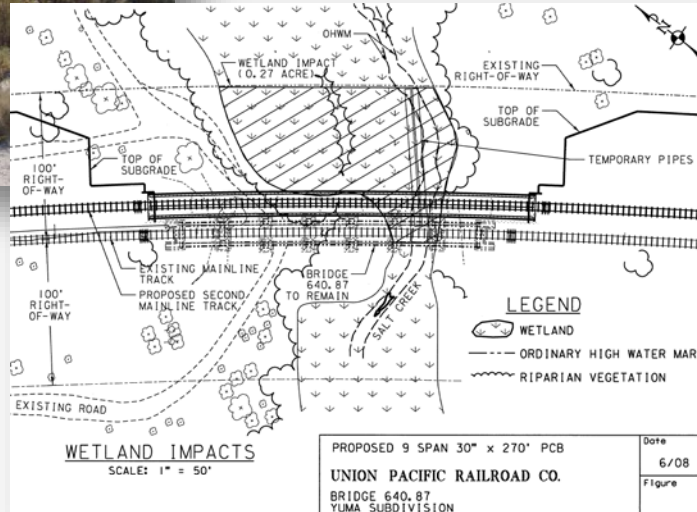 OHWM
WETLAND IMPACT
(0.27 ACRE)
EXISTING
RIGHT-OF-WAY
N
TOP OF
SUBGRADE
TOP OF
SUBGRADE
100'
RIGHT-
OF-WAY
TEMPORARY PIPES
EXISTING MAINLINE
TRACK
PROPOSED SECOND
MAINLINE TRACK
BRIDGE
640.87
TO REMAIN
SALT CREEK
100'
RIGHT-
OF-WAY
EXISTING ROAD
LEGEND
WETLAND
ORDINARY HIGH WATER MAR
RIPARIAN VEGETATION
WETLAND IMPACTS
SCALE: 1" = 50'
PROPOSED 9 SPAN 30" x 270' PCB
UNION PACIFIC RAILROAD CO.
BRIDGE 640.87
YUMA SUBDIVISION
Date
6/08
Figure